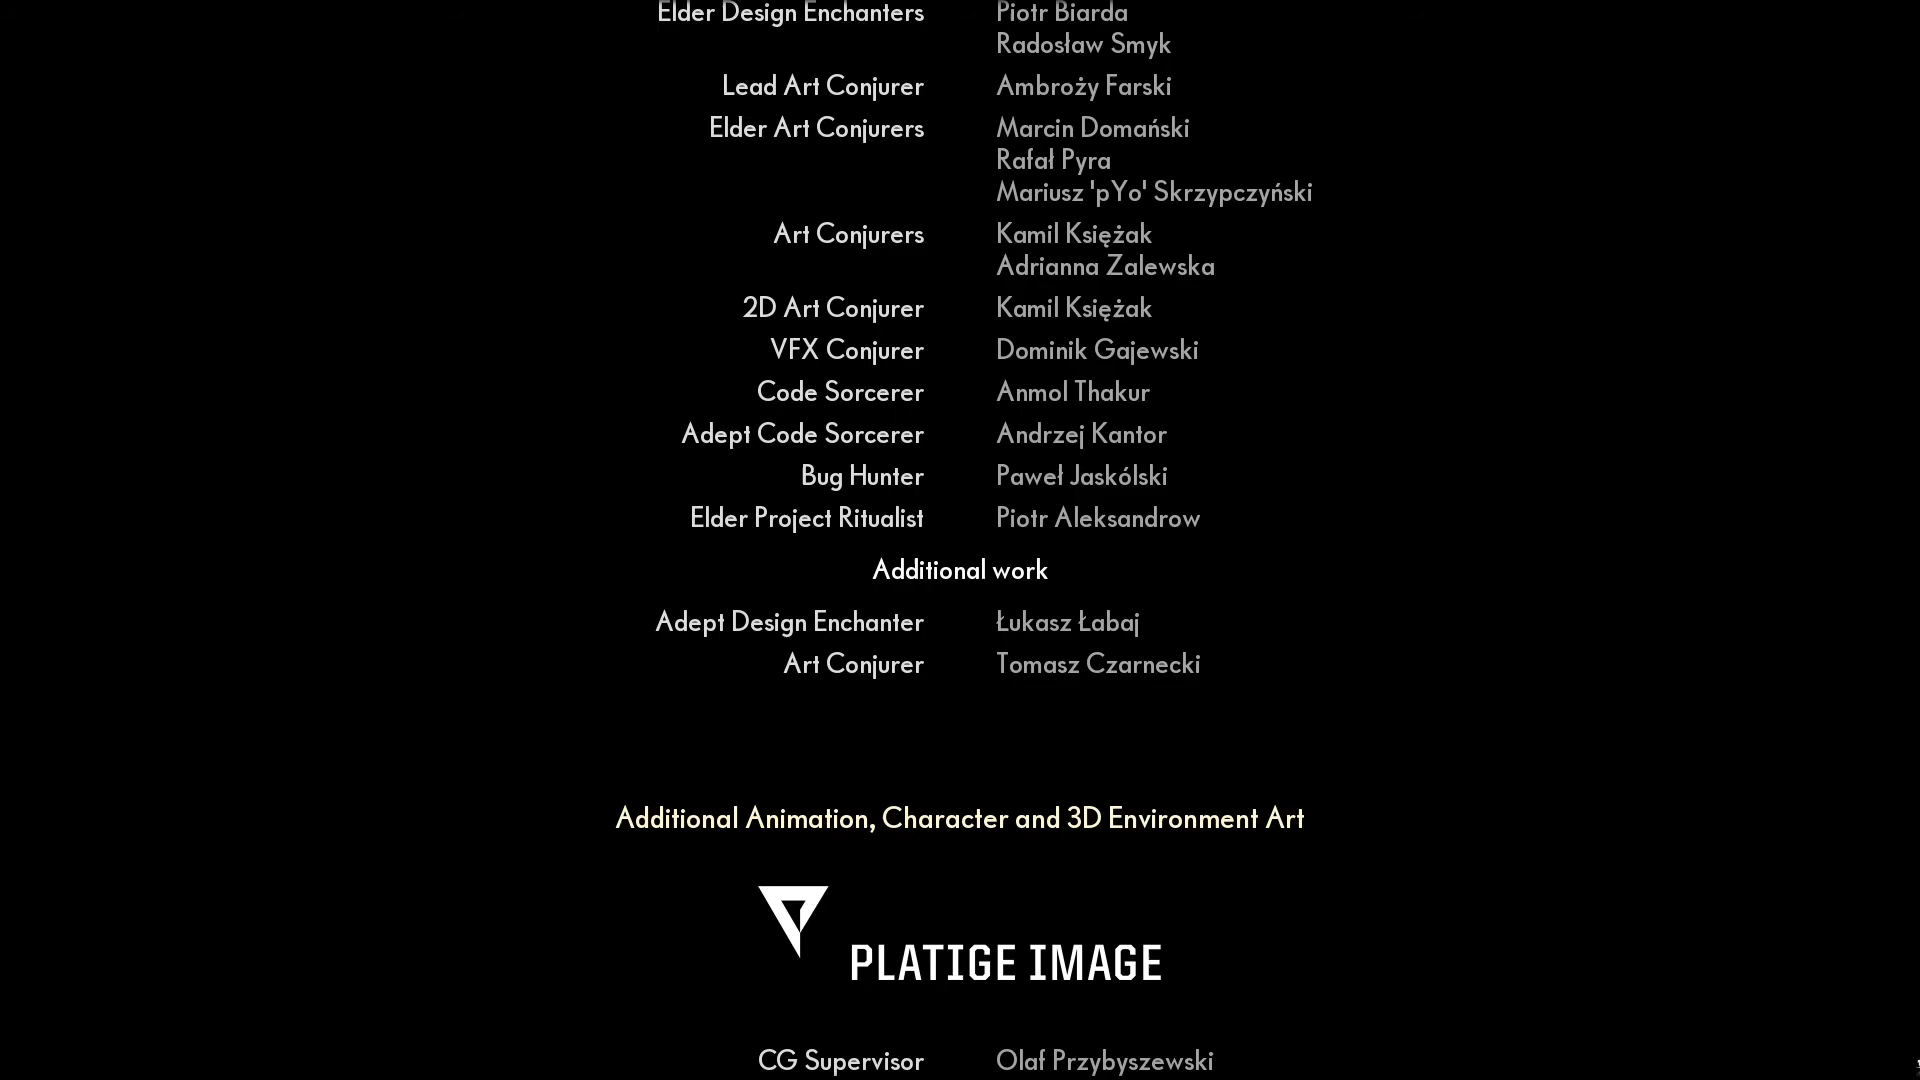 Elder Design Enchanters Piotr Biarda
Radosław Smyk
Lead Art Conjurer Ambroży Farski
Elder Art Conjurers Marcin Domański
Rafał Pyra
Mariusz 'pYo' Skrzypczyński
Art Conjurers Kamil Księżak
Adrianna Zalewska
2D Art Conjurer Kamil Księżak
VFX Conjurer Dominik Gajewski
Code Sorcerer Anmol Thakur
Adept Code Sorcerer Andrzej Kantor
Bug Hunter Paweł Jaskólski
Elder Project Ritualist Piotr Aleksandrow
Additional work
Adept Design Enchanter Łukasz Łabaj
Art Conjurer Tomasz Czarnecki
Additional Animation, Character and 3D Environment Art
PLATIGE IMAGE
CG Supervisor Olaf Przybyszewski